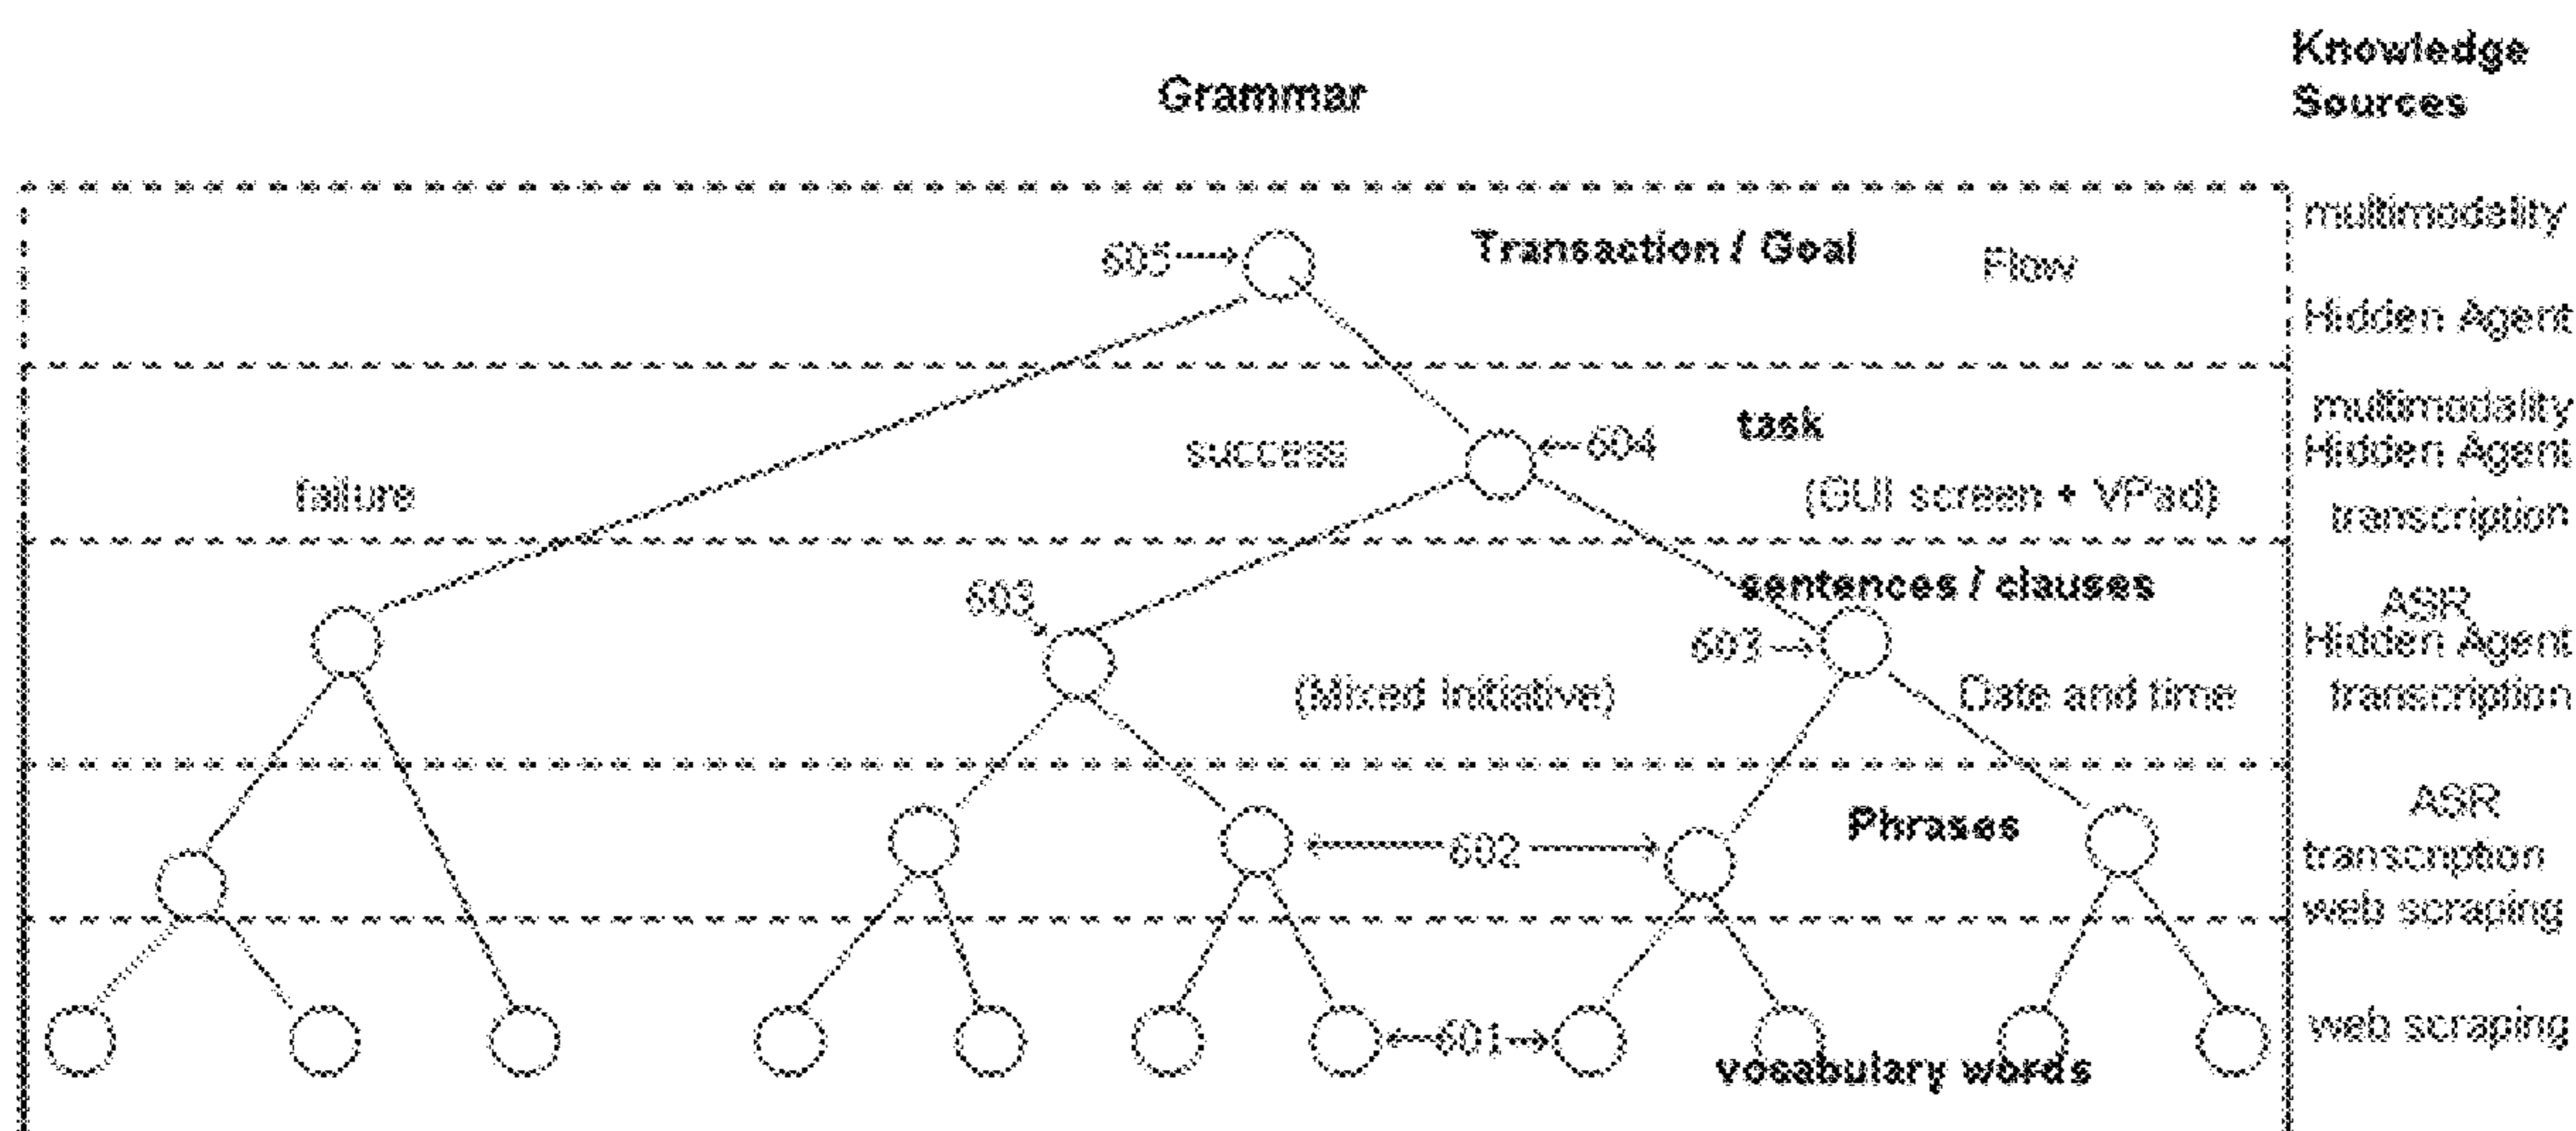 Knowledge
Sources
Grammar
multimodality
605 Transaction / Goal Flow
Hidden Agent
multimodality
task
success 604 Hidden Agent
failure (GUI screen + VPad)
transcription
sentences / clauses
603 ASR
603 Hidden Agent
(Mixed Initiative) Date and time transcription
ASR
Phrases
602 transcription
web scraping
601 web scraping
vocabulary words